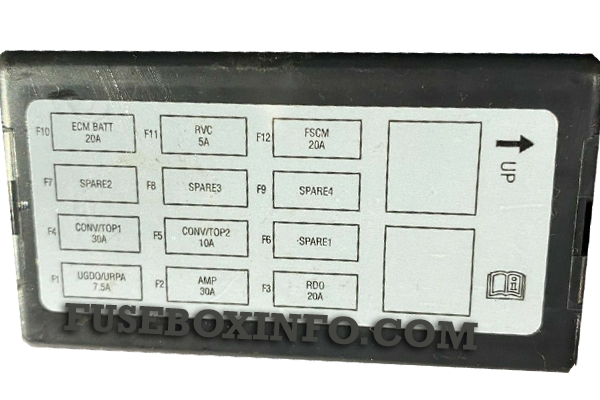 F10 ECM BATT F11 RVC F12 FSCM
20A 5A 20A
UP
F7 SPARE2 F8 SPARE3 F9 SPARE4
F4 CONV/TOP1 F5 CONV/TOP2 F6 SPARE1
30A 10A
F1 UGDO/URPA F2 AMP F3 RDO
7.5A 30A 20A
FUSEBOXINFO.COM